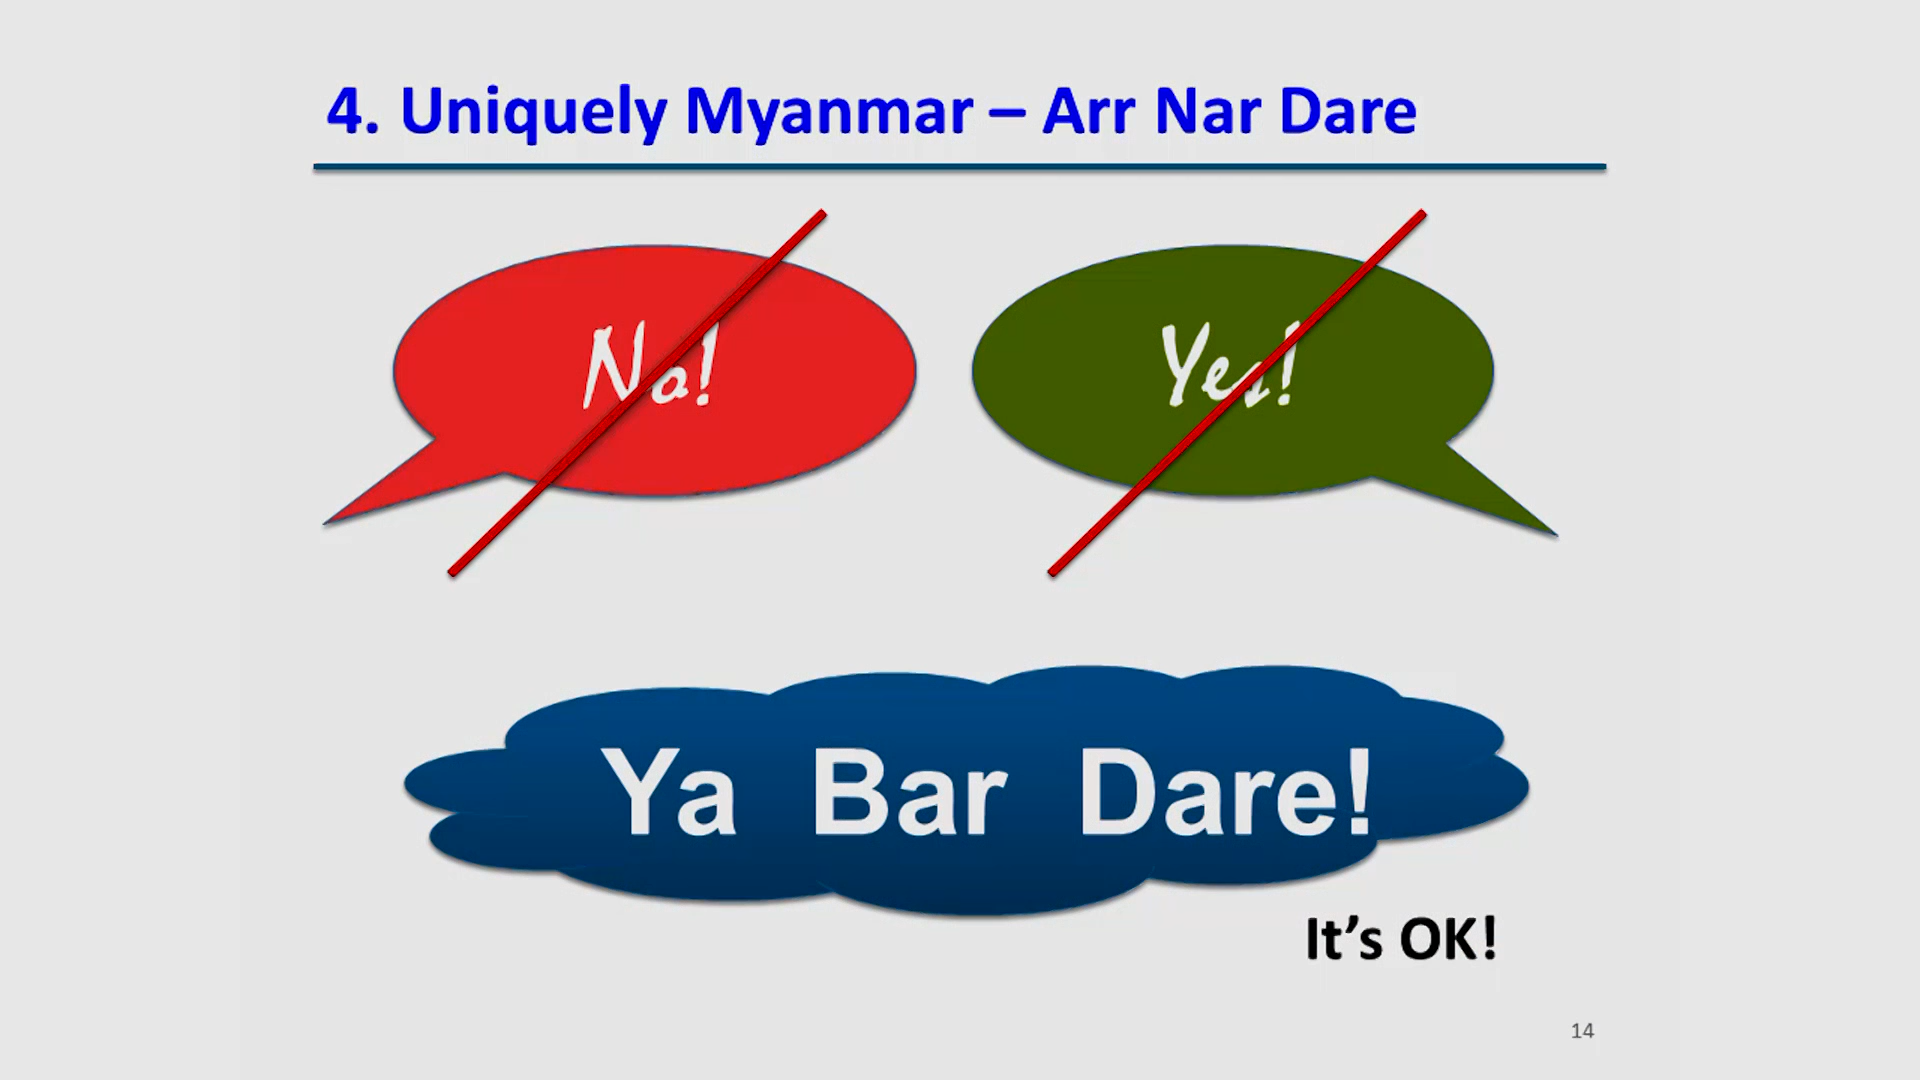 4. Uniquely Myanmar – Arr Nar Dare
No!
Yes!
Ya Bar Dare!
It’s OK!
14